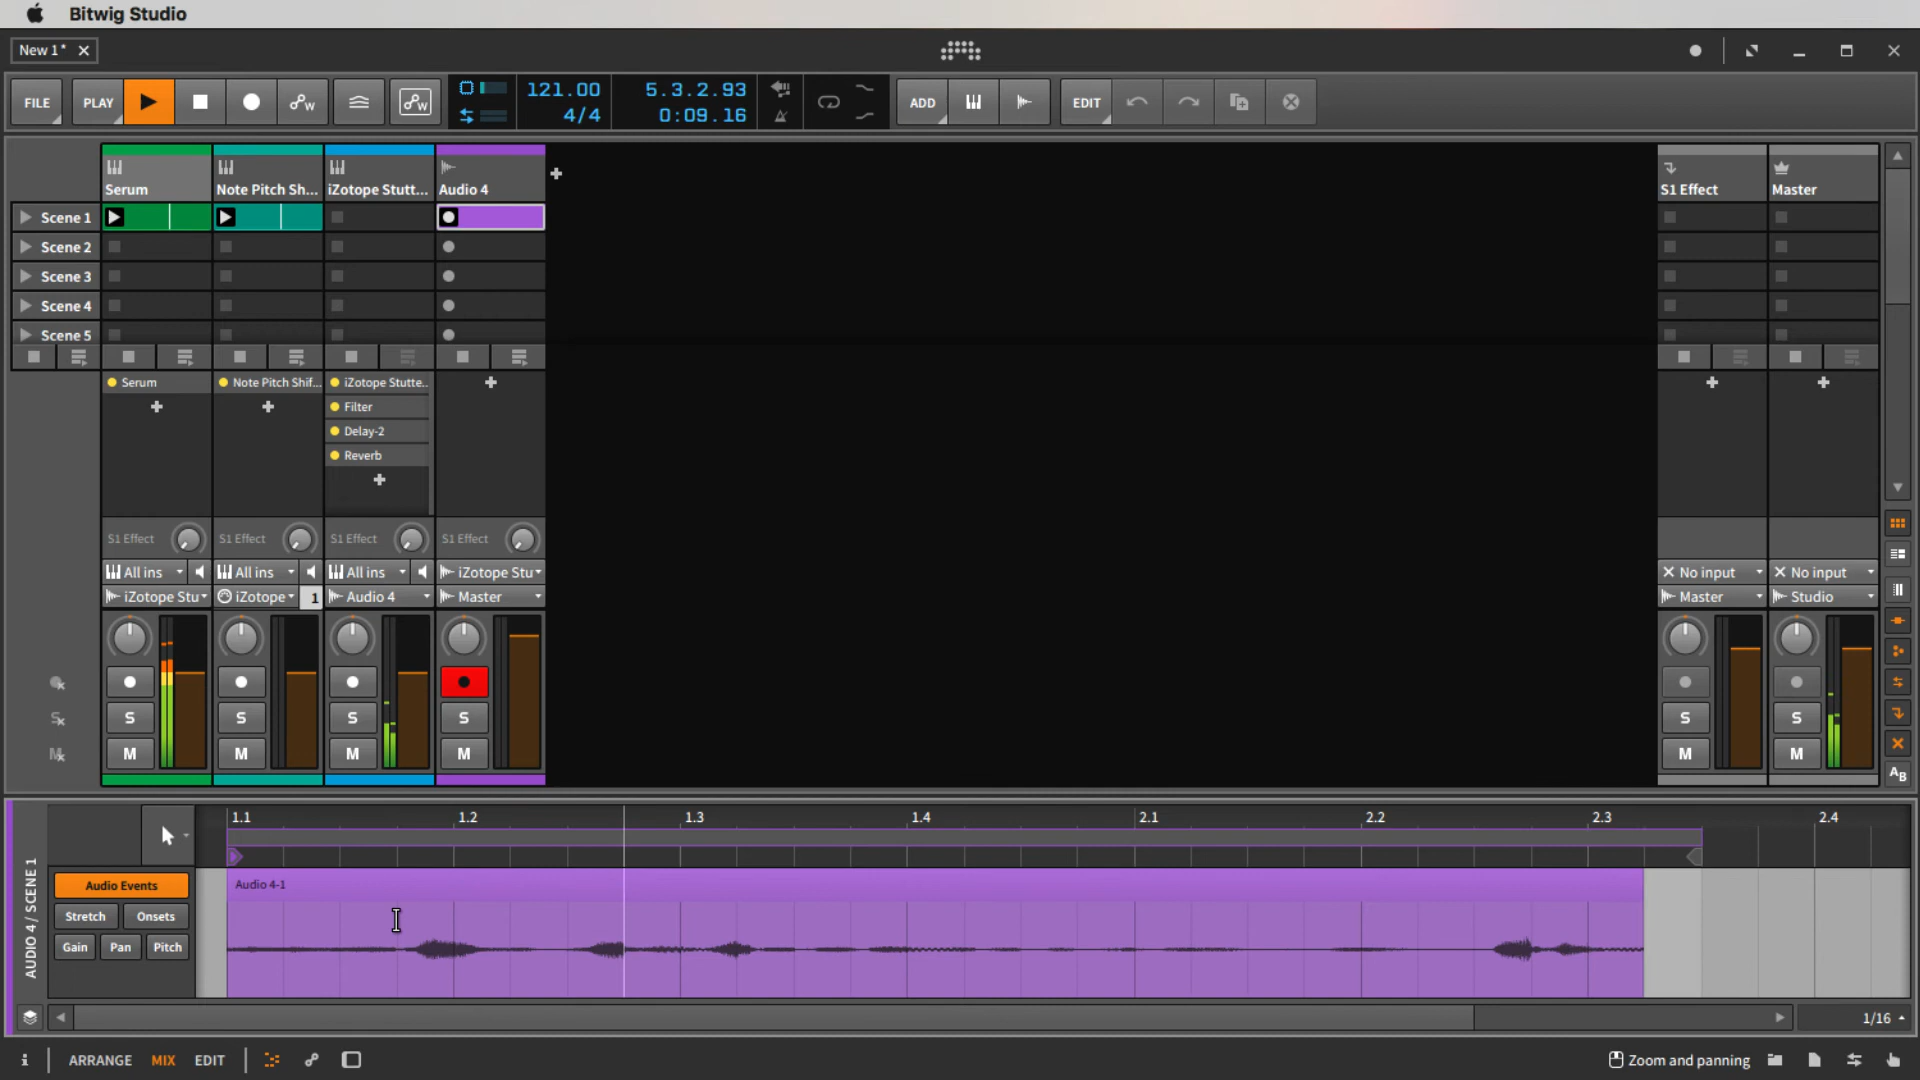 Bitwig Studio
New 1*
FILE PLAY 121.00 4/4 5.3.2.93 0:09.16 ADD EDIT
Serum Note Pitch Sh... iZotope Stutt... Audio 4 S1 Effect Master
Scene 1
Scene 2
Scene 3
Scene 4
Scene 5
Serum Note Pitch Shif... iZotope Stutte..
Filter
Delay-2
Reverb
S1 Effect S1 Effect S1 Effect S1 Effect
All ins All ins All ins iZotope Stu No input No input
iZotope Stu iZotope 1 Audio 4 Master Master Studio
S S S S S S
M M M M M M
AB
1.1 1.2 1.3 1.4 2.1 2.2 2.3 2.4
AUDIO 4 / SCENE 1
Audio Events
Stretch Onsets
Gain Pan Pitch
Audio 4-1
1/16
i ARRANGE MIX EDIT Zoom and panning